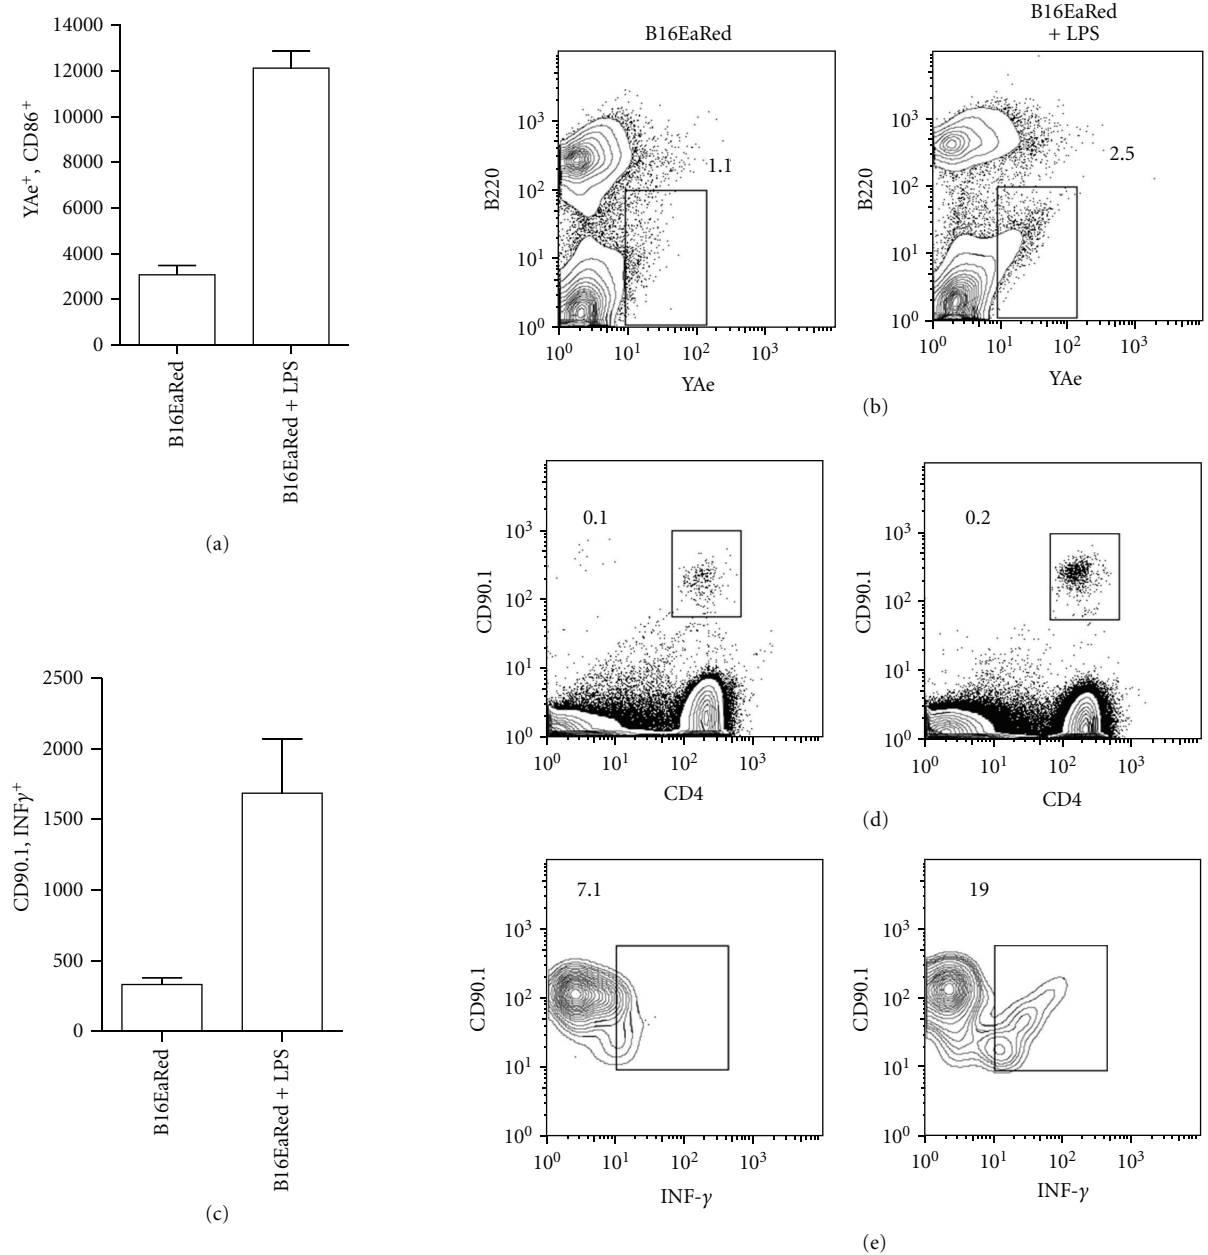 14000
12000
10000
8000
6000
4000
2000
0
YAe⁺, CD86⁺
B16EaRed
B16EaRed + LPS
(a)
B16EaRed
10³
10²
10¹
10⁰
B220
1.1
10⁰ 10¹ 10² 10³
YAe
B16EaRed
+ LPS
10³
10²
10¹
10⁰
B220
2.5
10⁰ 10¹ 10² 10³
YAe
(b)
2500
2000
1500
1000
500
0
CD90.1, INFγ⁺
B16EaRed
B16EaRed + LPS
(c)
0.1
10³
10²
10¹
10⁰
CD90.1
10⁰ 10¹ 10² 10³
CD4
0.2
10³
10²
10¹
10⁰
CD90.1
10⁰ 10¹ 10² 10³
CD4
(d)
7.1
10³
10²
10¹
10⁰
CD90.1
10⁰ 10¹ 10² 10³
INF-γ
19
10³
10²
10¹
10⁰
CD90.1
10⁰ 10¹ 10² 10³
INF-γ
(e)